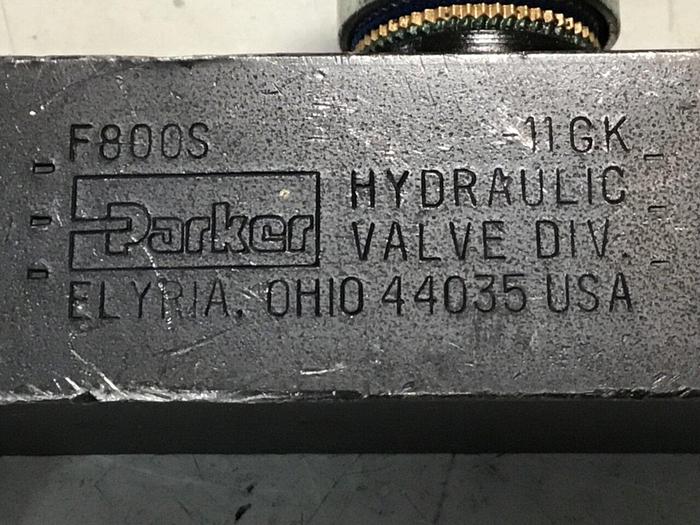 F800S -11GK
Parker
HYDRAULIC
VALVE DIV.
ELYRIA, OHIO 44035 USA